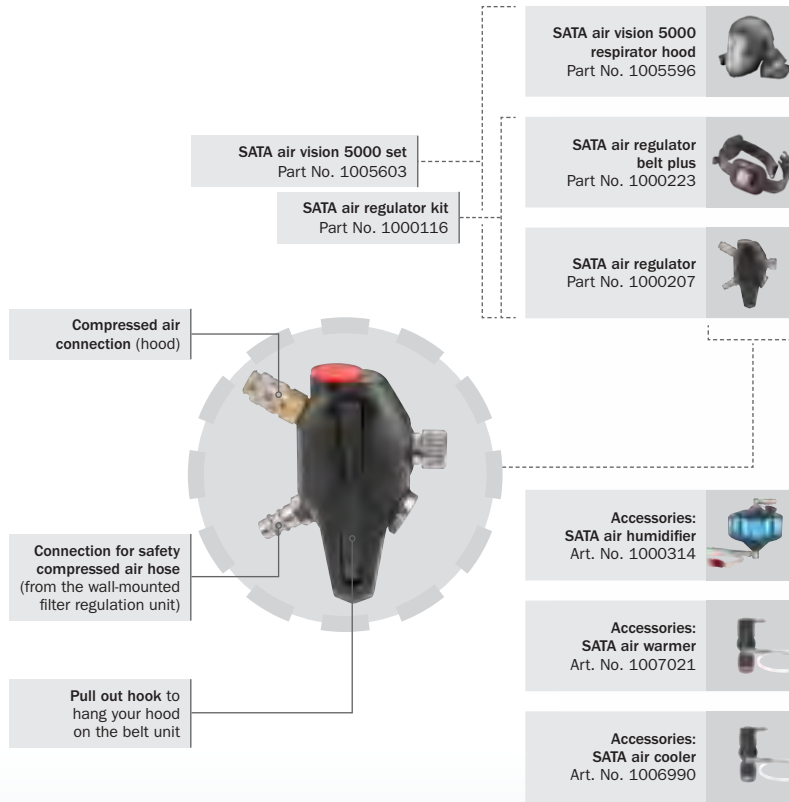 SATA air vision 5000
respirator hood
Part No. 1005596
SATA air vision 5000 set
Part No. 1005603
SATA air regulator
belt plus
Part No. 1000223
SATA air regulator kit
Part No. 1000116
SATA air regulator
Part No. 1000207
Compressed air
connection (hood)
Connection for safety
compressed air hose
(from the wall-mounted
filter regulation unit)
Pull out hook to
hang your hood
on the belt unit
Accessories:
SATA air humidifier
Art. No. 1000314
Accessories:
SATA air warmer
Art. No. 1007021
Accessories:
SATA air cooler
Art. No. 1006990